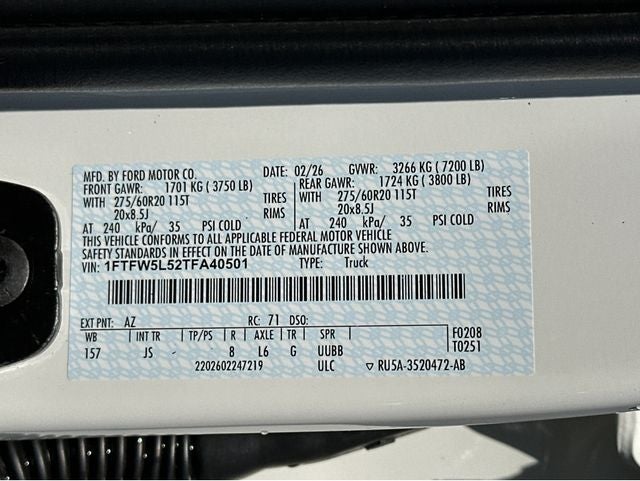 MFD. BY FORD MOTOR CO. DATE: 02/26 GVWR: 3266 KG ( 7200 LB)
FRONT GAWR: 1701 KG ( 3750 LB) REAR GAWR: 1724 KG ( 3800 LB)
WITH 275/60R20 115T TIRES WITH 275/60R20 115T TIRES
20x8.5J RIMS 20x8.5J RIMS
AT 240 kPa/ 35 PSI COLD AT 240 kPa/ 35 PSI COLD
THIS VEHICLE CONFORMS TO ALL APPLICABLE FEDERAL MOTOR VEHICLE
SAFETY STANDARDS IN EFFECT ON THE DATE OF MANUFACTURE SHOWN ABOVE.
VIN: 1FTFW5L52TFA40501 TYPE: Truck
EXT PNT: AZ RC: 71 DSO: F0208
WB INT TR TP/PS R AXLE TR SPR T0251
157 JS - 8 L6 G UUBB
2202602247219 ULC ▽ RU5A-3520472-AB